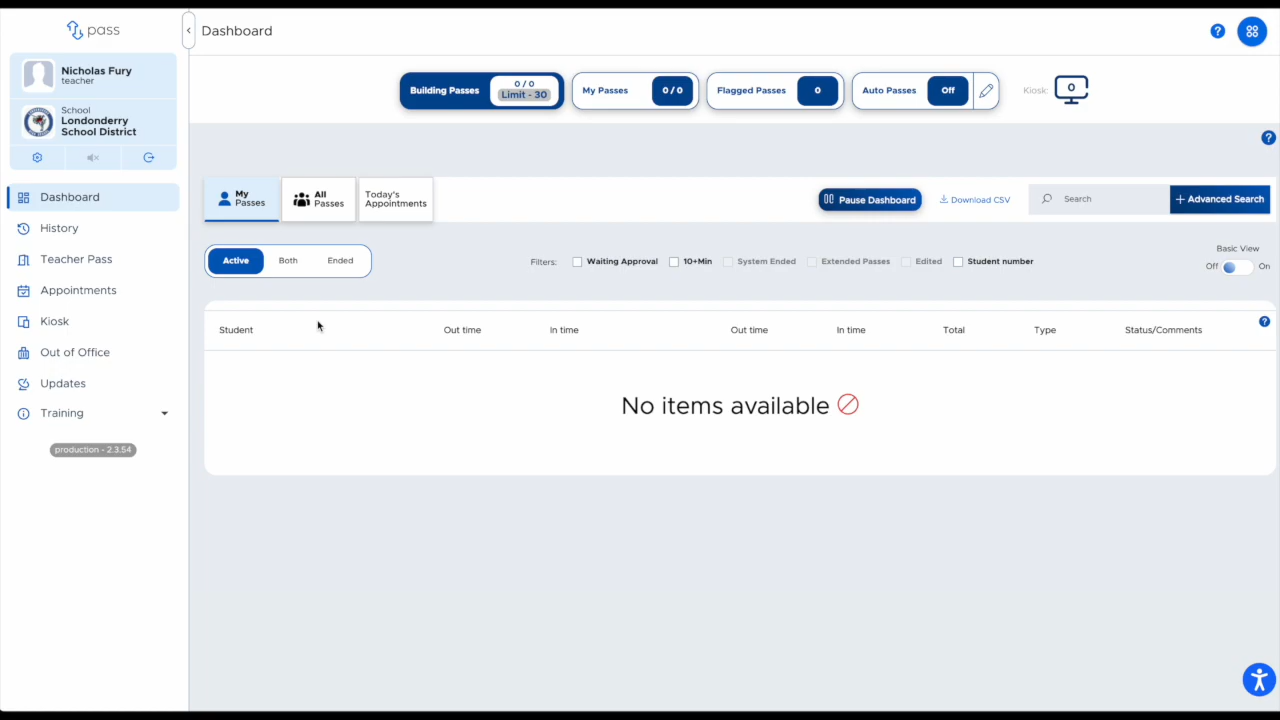 pass
Dashboard
Nicholas Fury
teacher
School
Londonderry
School District
Dashboard
History
Teacher Pass
Appointments
Kiosk
Out of Office
Updates
Training
production - 2.3.54
Building Passes
0 / 0
Limit - 30
My Passes
0 / 0
Flagged Passes
0
Auto Passes
Off
Kiosk:
0
My
Passes
All
Passes
Today's
Appointments
Pause Dashboard
Download CSV
Search
+ Advanced Search
Active
Both
Ended
Filters:
Waiting Approval
10+Min
System Ended
Extended Passes
Edited
Student number
Basic View
Off
On
Student
Out time
In time
Out time
In time
Total
Type
Status/Comments
No items available